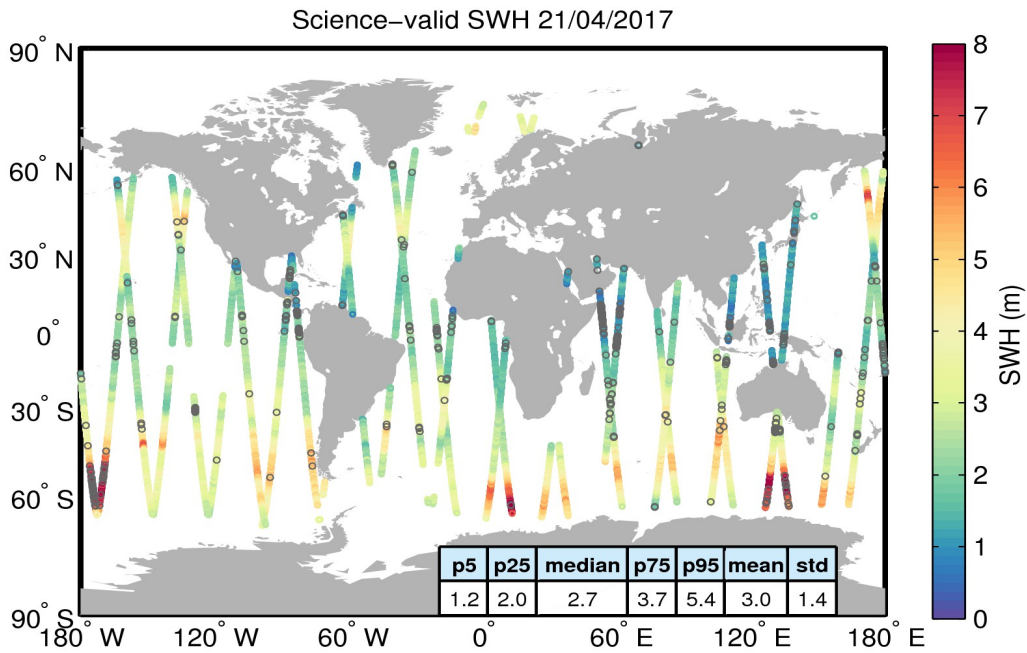 Science−valid SWH 21/04/2017
90° N
60° N
30° N
0°
30° S
60° S
90° S
180° W
120° W
60° W
0°
60° E
120° E
180° E
p5 p25 median p75 p95 mean std
1.2 2.0 2.7 3.7 5.4 3.0 1.4
8
7
6
5
4
3
2
1
0
SWH (m)